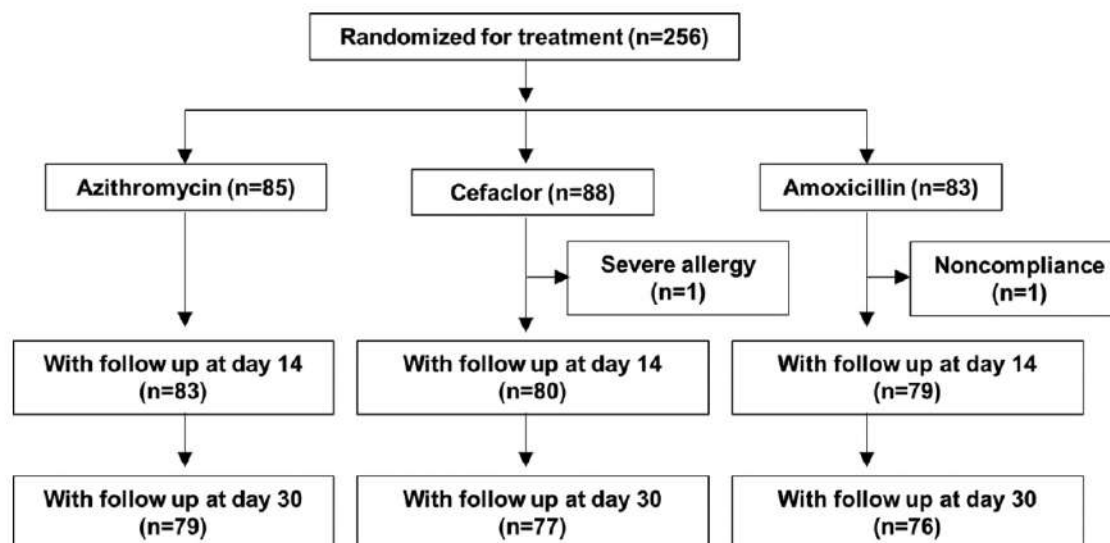 Randomized for treatment (n=256)
Azithromycin (n=85)
Cefaclor (n=88)
Amoxicillin (n=83)
Severe allergy
(n=1)
Noncompliance
(n=1)
With follow up at day 14
(n=83)
With follow up at day 14
(n=80)
With follow up at day 14
(n=79)
With follow up at day 30
(n=79)
With follow up at day 30
(n=77)
With follow up at day 30
(n=76)